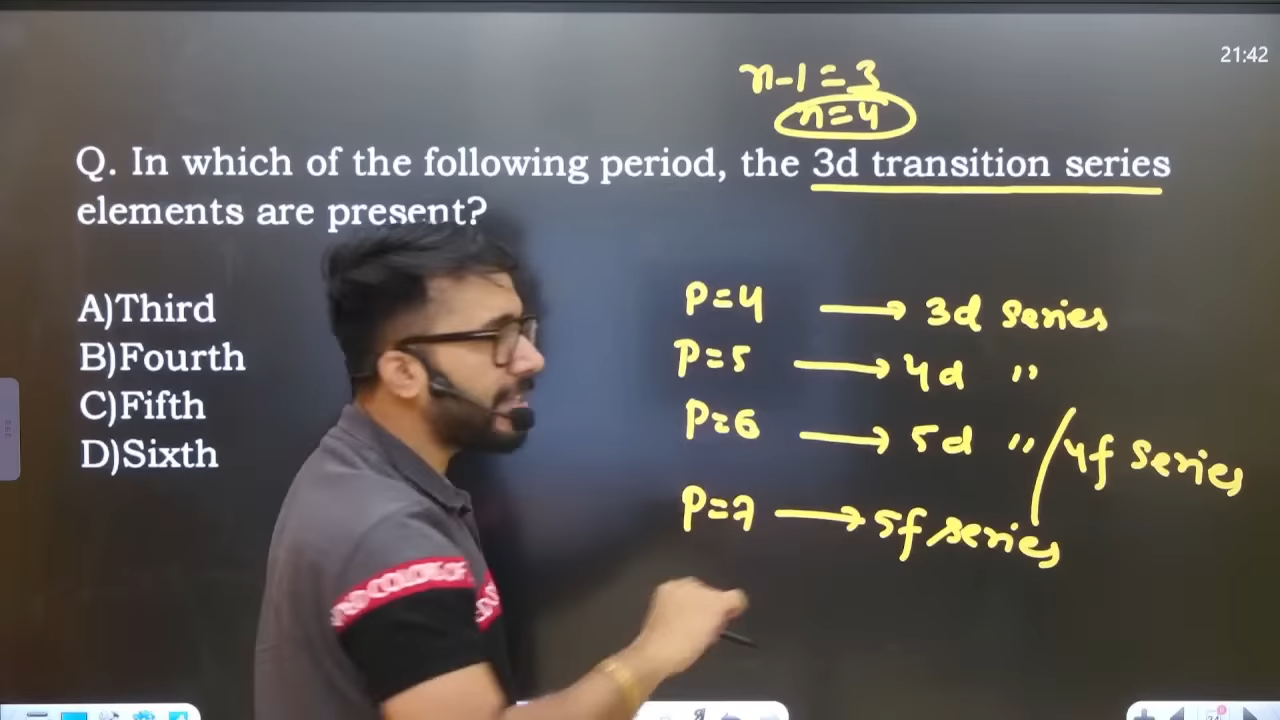 21:42
n-1=3
n=4
Q. In which of the following period, the 3d transition series
elements are present?
A)Third
B)Fourth
C)Fifth
D)Sixth
P=4 → 3d series
P=5 → 4d "
P=6 → 5d " / 4f series
P=7 → 5f series